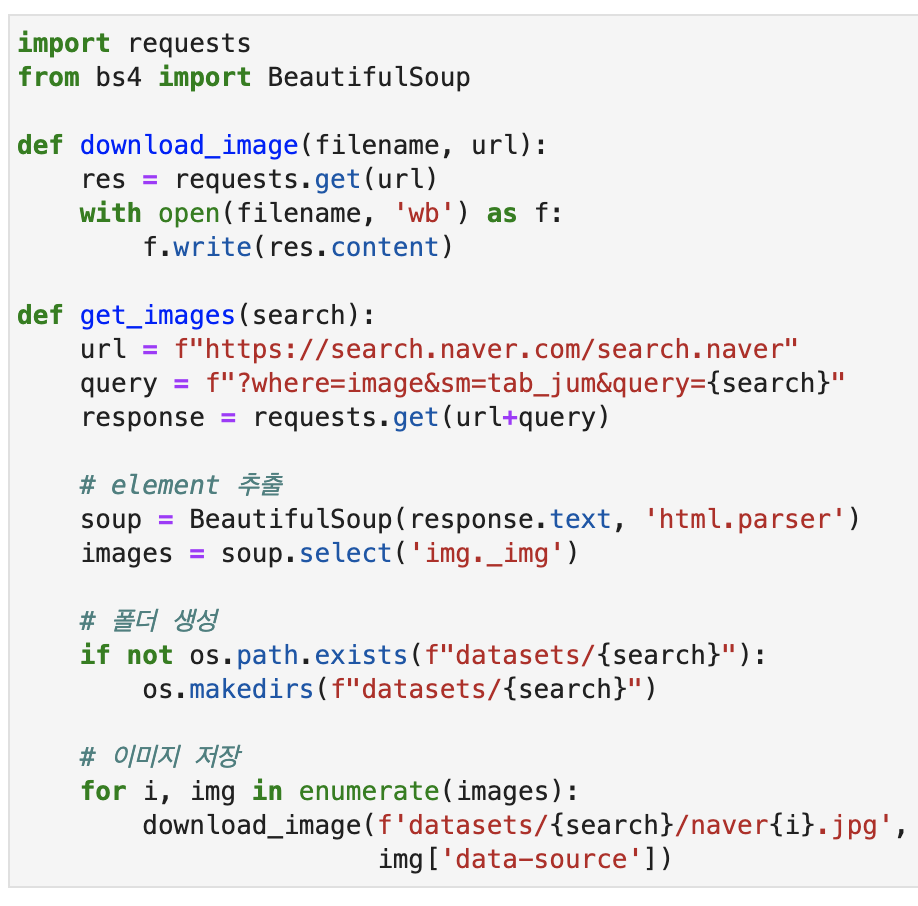 import requests
from bs4 import BeautifulSoup

def download_image(filename, url):
    res = requests.get(url)
    with open(filename, 'wb') as f:
        f.write(res.content)

def get_images(search):
    url = f"https://search.naver.com/search.naver"
    query = f"?where=image&sm=tab_jum&query={search}"
    response = requests.get(url+query)

    # element 추출
    soup = BeautifulSoup(response.text, 'html.parser')
    images = soup.select('img._img')

    # 폴더 생성
    if not os.path.exists(f"datasets/{search}"):
        os.makedirs(f"datasets/{search}")

    # 이미지 저장
    for i, img in enumerate(images):
        download_image(f'datasets/{search}/naver{i}.jpg',
                       img['data-source'])